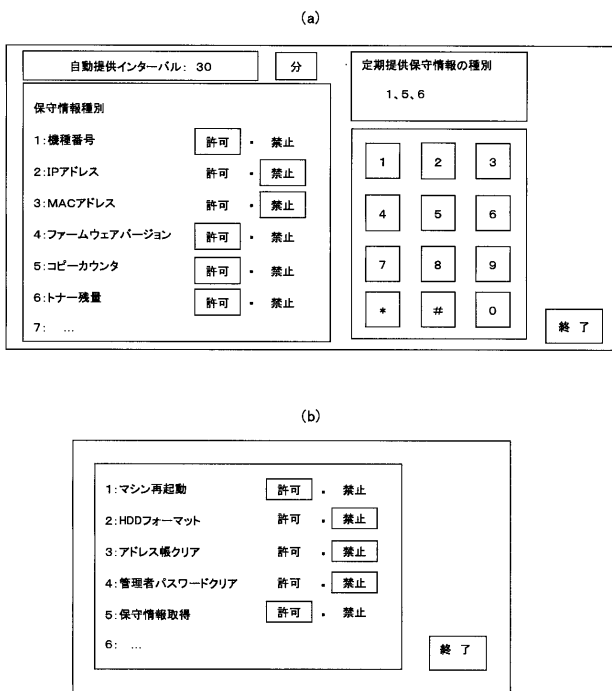 (a)
自動提供インターバル: 30 分
定期提供保守情報の種別
1、5、6
保守情報種別
1:機種番号 許可 ・ 禁止
2:IPアドレス 許可 ・ 禁止
3:MACアドレス 許可 ・ 禁止
4:ファームウェアバージョン 許可 ・ 禁止
5:コピーカウンタ 許可 ・ 禁止
6:トナー残量 許可 ・ 禁止
7: …
1 2 3
4 5 6
7 8 9
* # 0
終 了
(b)
1:マシン再起動 許可 ・ 禁止
2:HDDフォーマット 許可 ・ 禁止
3:アドレス帳クリア 許可 ・ 禁止
4:管理者パスワードクリア 許可 ・ 禁止
5:保守情報取得 許可 ・ 禁止
6: …
終 了